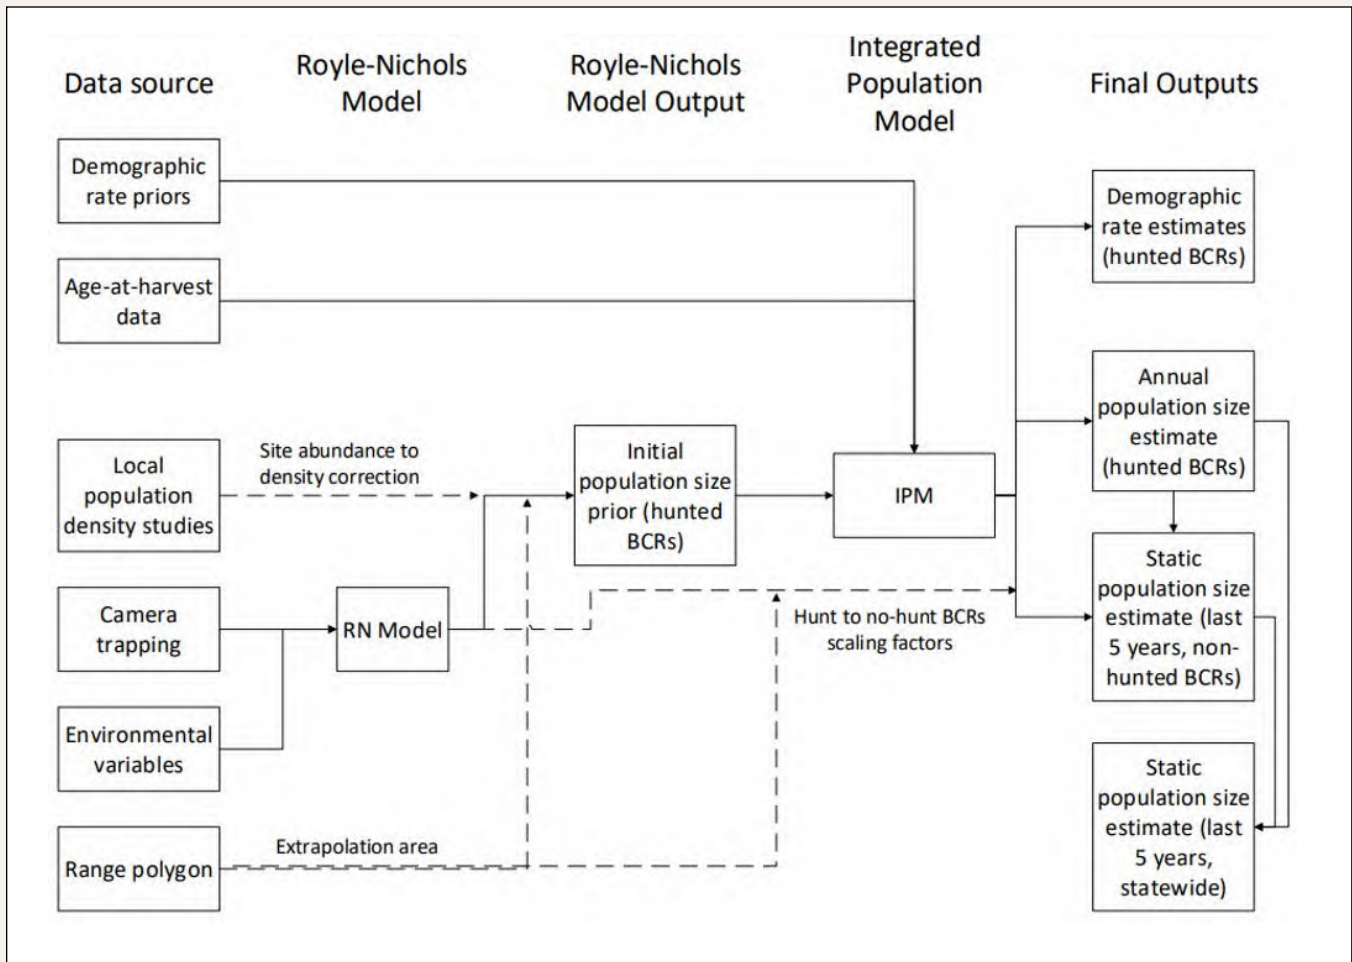 Data source
Royle-Nichols
Model
Royle-Nichols
Model Output
Integrated
Population
Model
Final Outputs
Demographic
rate priors
Age-at-harvest
data
Local
population
density studies
Camera
trapping
Environmental
variables
Range polygon
Site abundance to
density correction
Extrapolation area
RN Model
Initial
population size
prior (hunted
BCRs)
IPM
Hunt to no-hunt BCRs
scaling factors
Demographic
rate estimates
(hunted BCRs)
Annual
population size
estimate
(hunted BCRs)
Static
population size
estimate (last
5 years, non-
hunted BCRs)
Static
population size
estimate (last
5 years,
statewide)